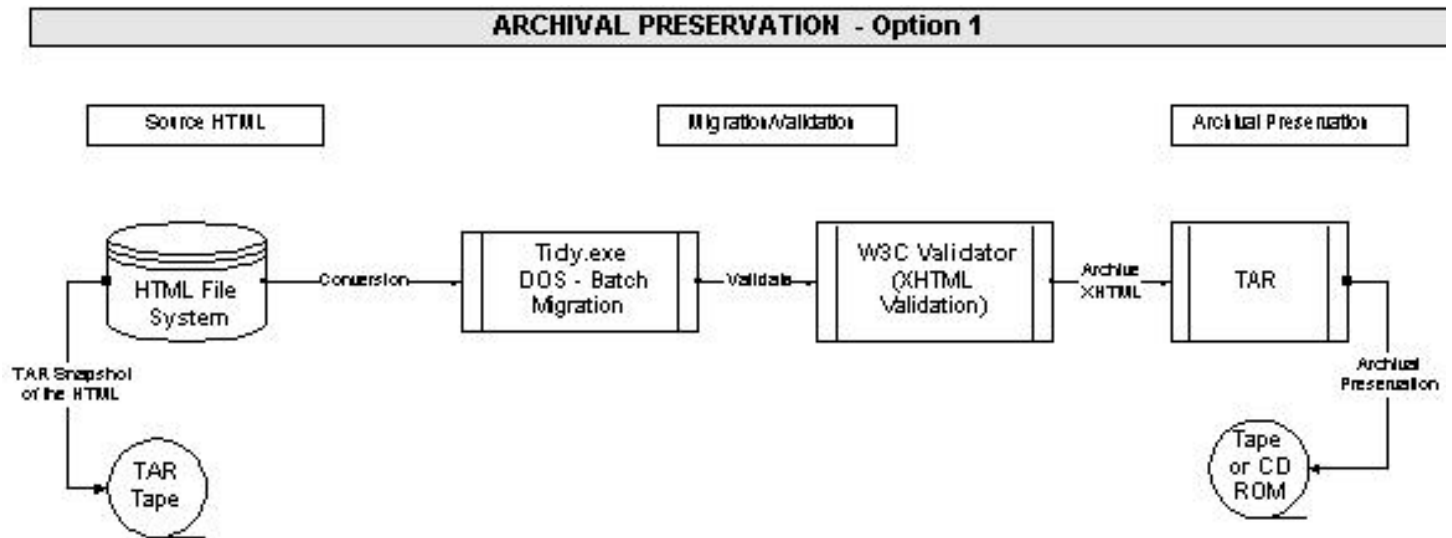 ARCHIVAL PRESERVATION - Option 1
Source HTML
Migration/Validation
Archival Preservation
HTML File
System
Conversion
Tidy.exe
DOS - Batch
Migration
Validate
W3C Validator
(XHTML
Validation)
Archive
XHTML
TAR
TAR Snapshot
of the HTML
Archival
Preservation
TAR
Tape
Tape
or CD
ROM